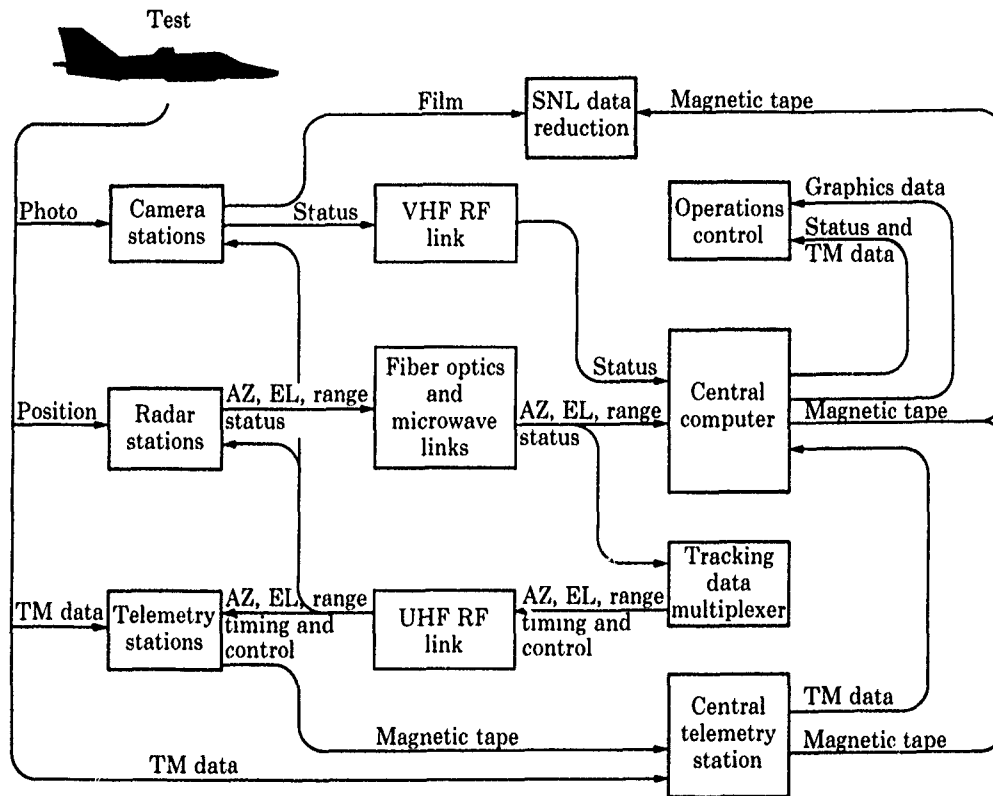 Test
Film
SNL data
reduction
Magnetic tape
Photo
Camera
stations
Status
VHF RF
link
Operations
control
Graphics data
Status and
TM data
Position
Radar
stations
AZ, EL, range
status
Fiber optics
and
microwave
links
Status
AZ, EL, range
status
Central
computer
Magnetic tape
TM data
Telemetry
stations
AZ, EL, range
timing and
control
UHF RF
link
AZ, EL, range
timing and
control
Tracking
data
multiplexer
Magnetic tape
TM data
Central
telemetry
station
TM data
Magnetic tape